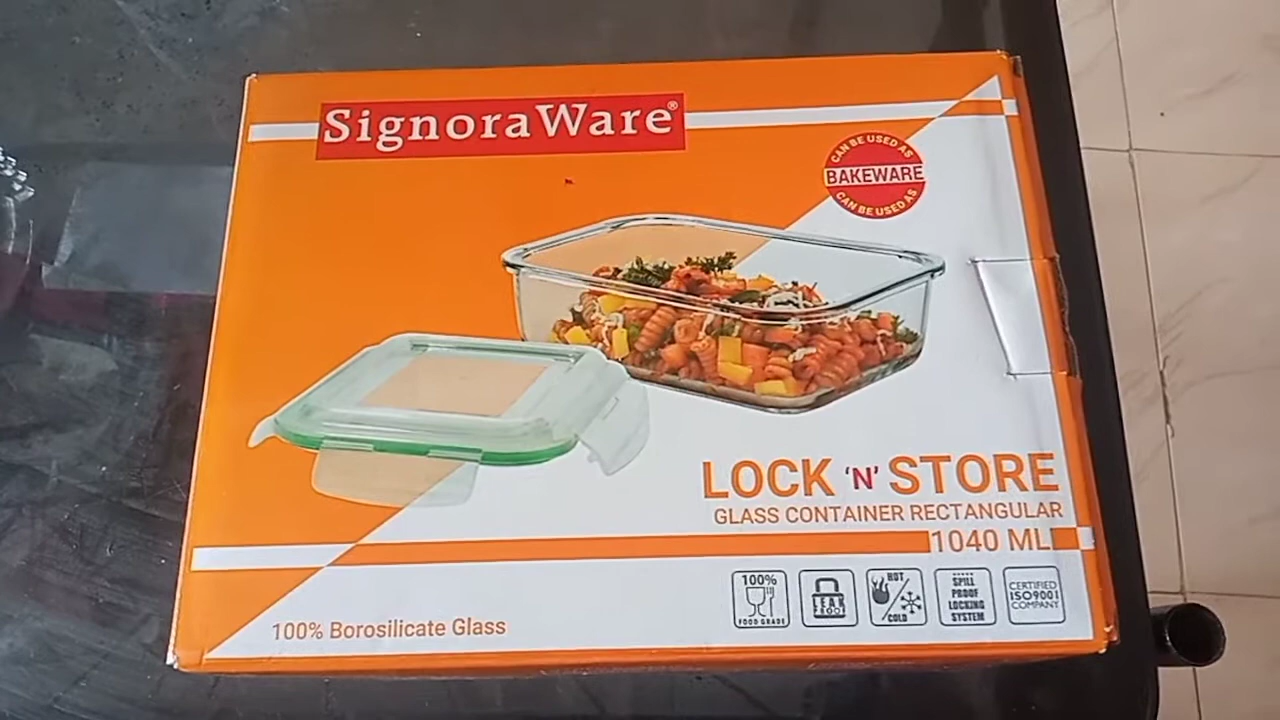 SignoraWare®
CAN BE USED AS
BAKEWARE
CAN BE USED AS
LOCK 'N' STORE
GLASS CONTAINER RECTANGULAR
1040 ML
100%
FOOD GRADE
LEAK
PROOF
HOT
COLD
SPILL
PROOF
LOCKING
SYSTEM
CERTIFIED
ISO9001
COMPANY
100% Borosilicate Glass